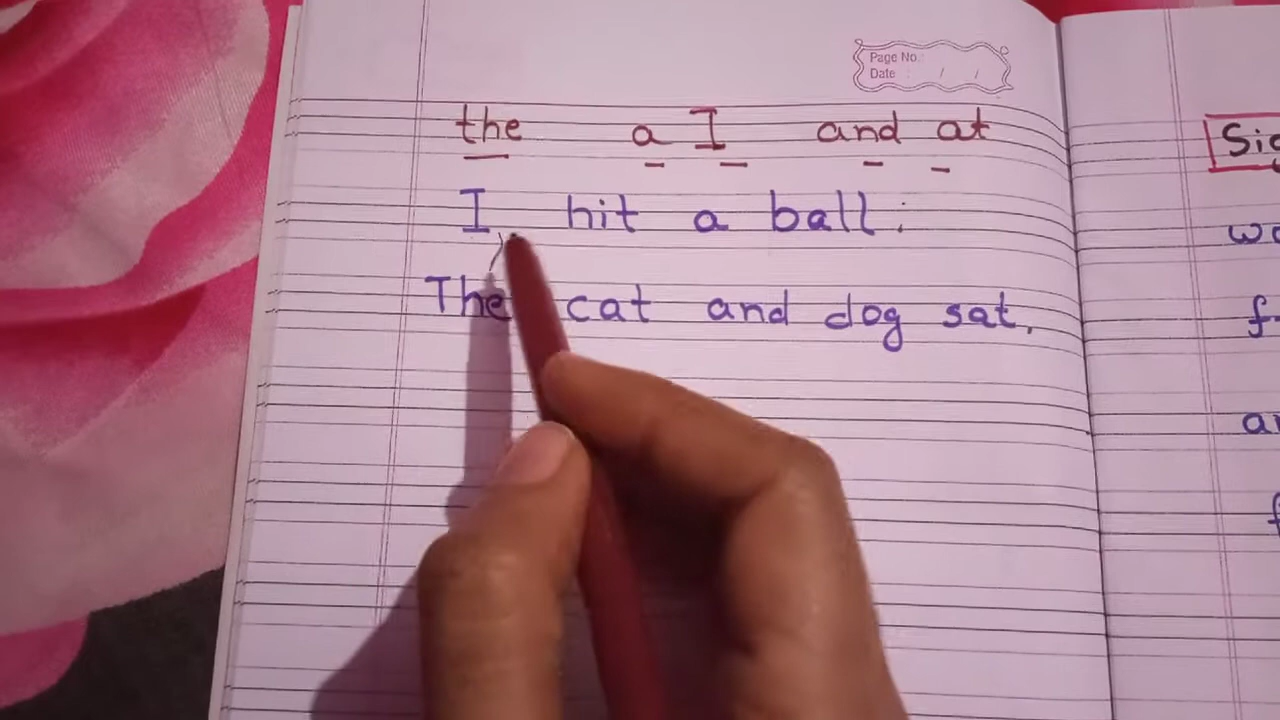 Page No.
Date / /
the a I and at
I hit a ball.
The cat and dog sat.